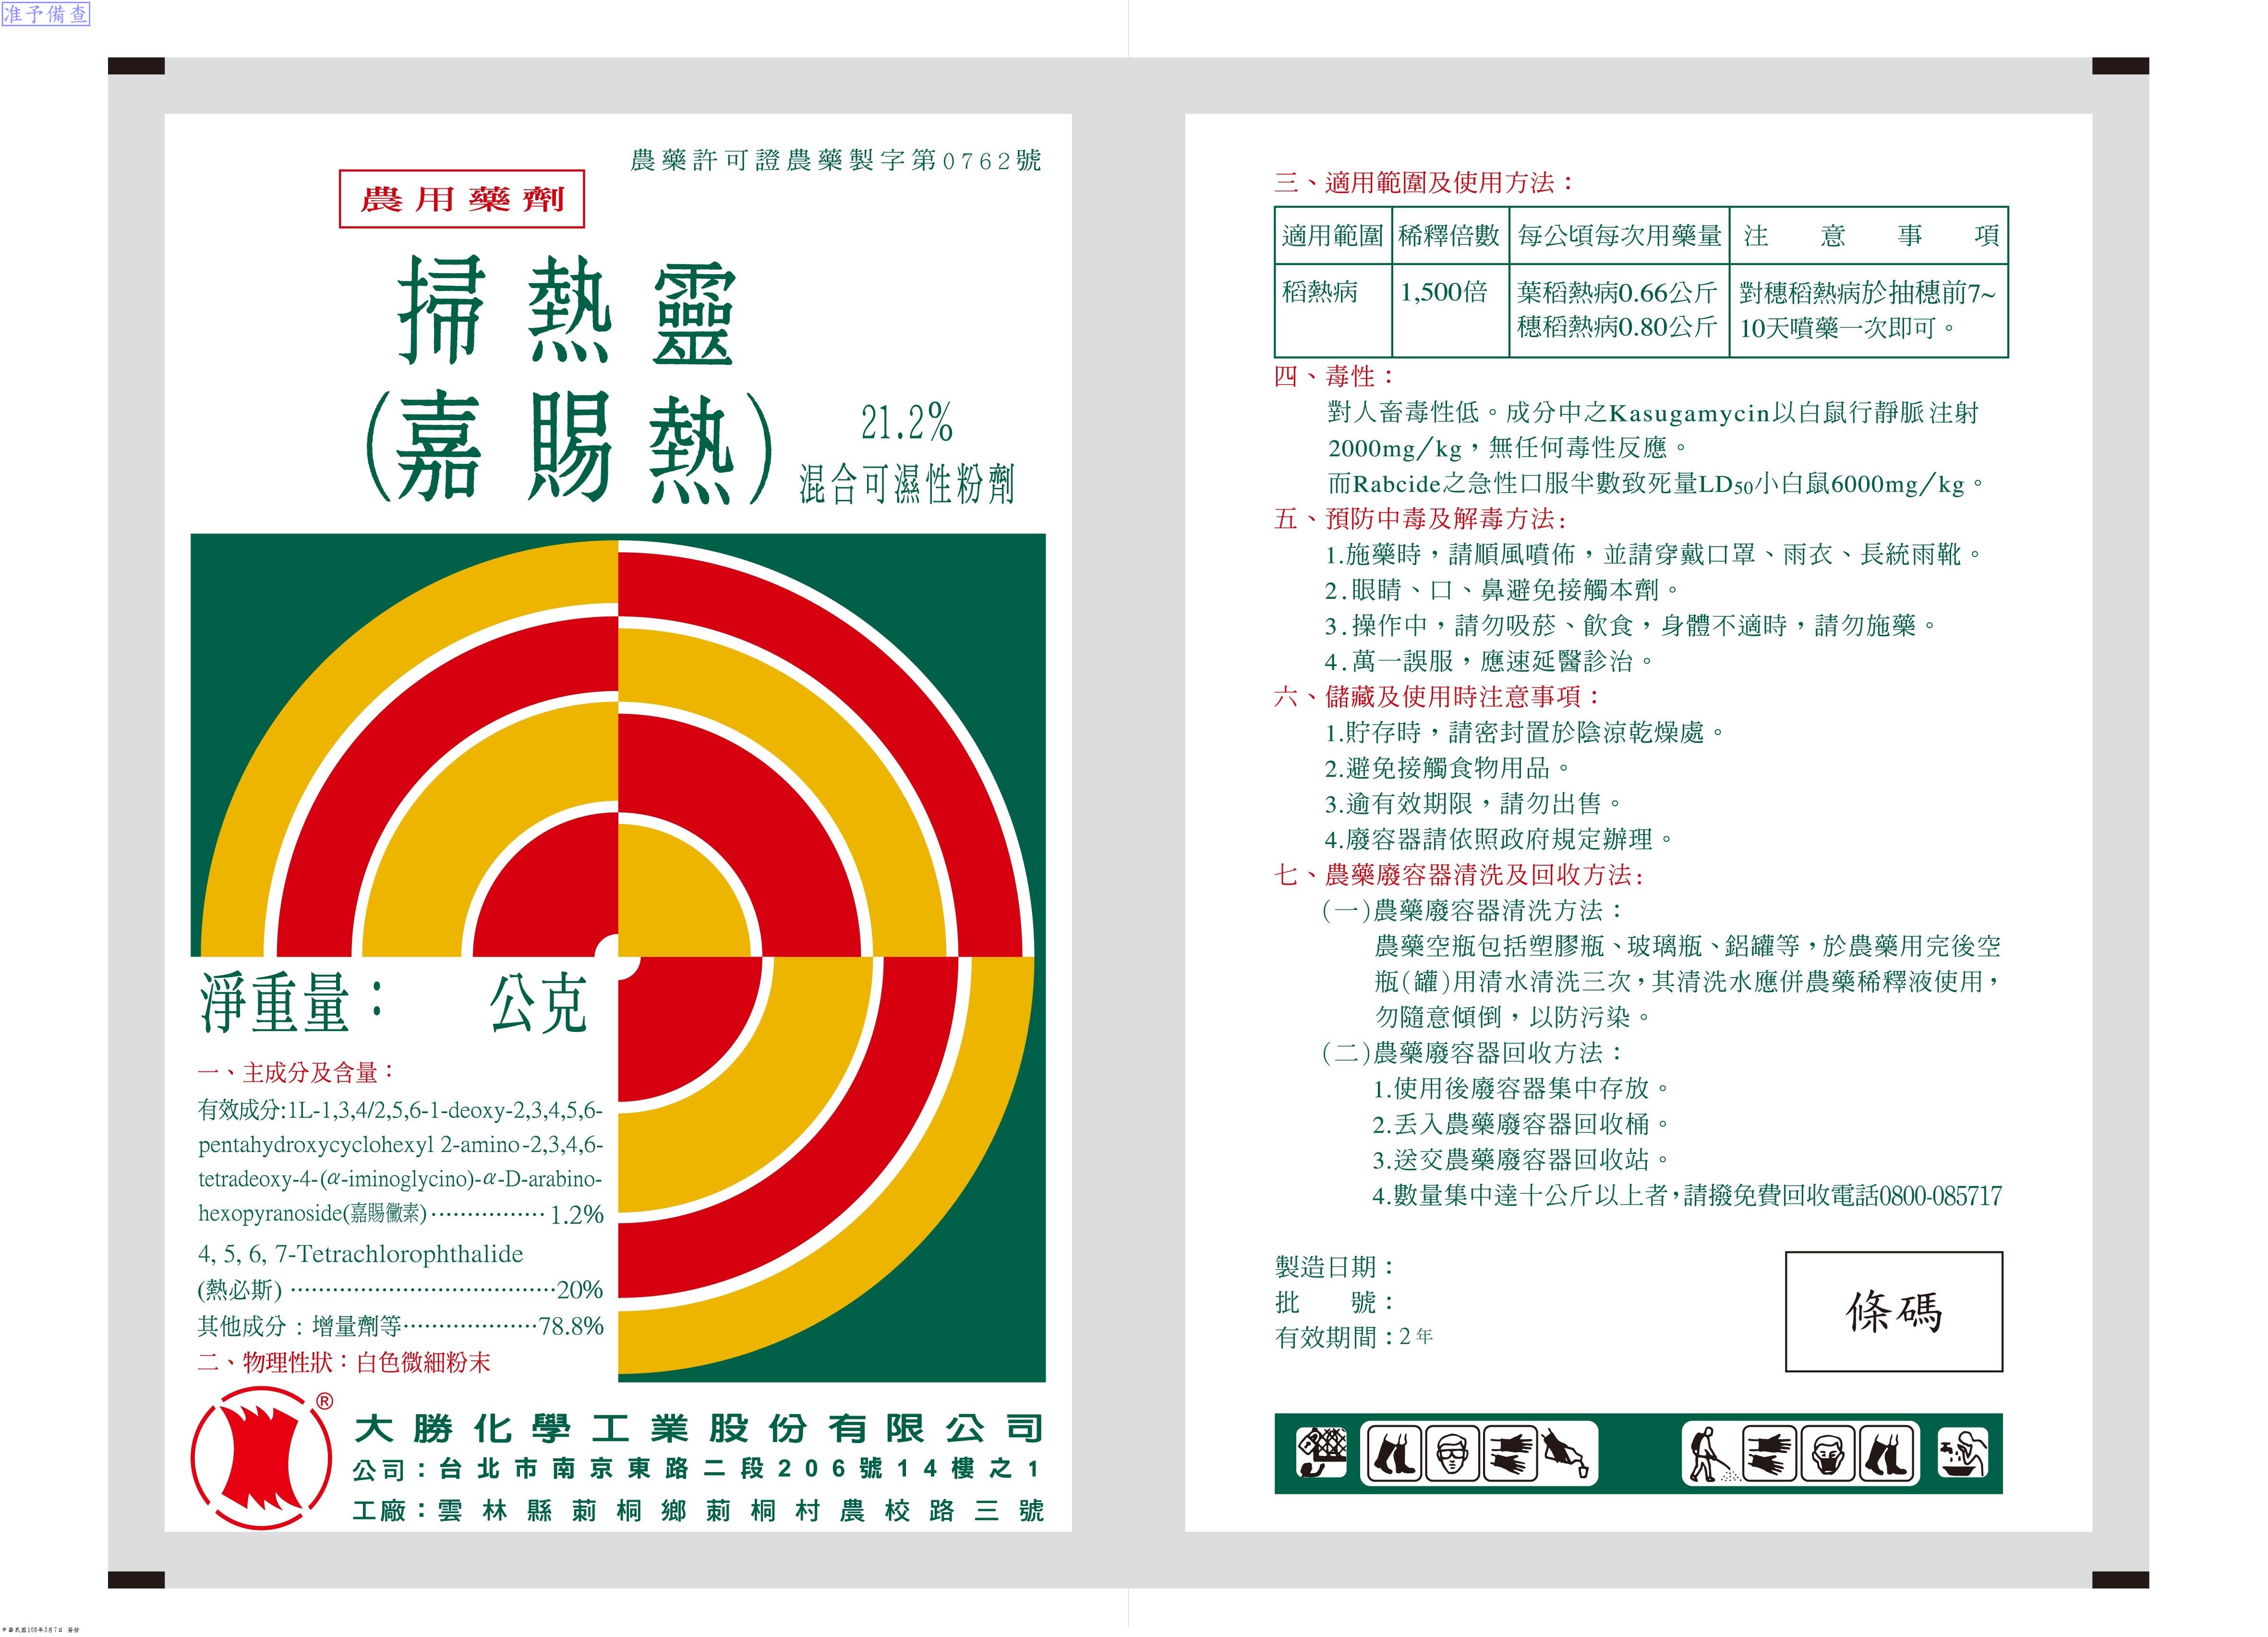 准予備查
農藥許可證農藥製字第0762號
農用藥劑
掃熱靈
(嘉賜熱)
21.2%
混合可濕性粉劑
淨重量： 公克
一、主成分及含量：
有效成分:1L-1,3,4/2,5,6-1-deoxy-2,3,4,5,6-
pentahydroxycyclohexyl 2-amino-2,3,4,6-
tetradeoxy-4-(α-iminoglycino)-α-D-arabino-
hexopyranoside(嘉賜黴素)················1.2%
4, 5, 6, 7-Tetrachlorophthalide
(熱必斯)·····································20%
其他成分：增量劑等···················78.8%
二、物理性狀：白色微細粉末
®
大勝化學工業股份有限公司
公司：台北市南京東路二段206號14樓之1
工廠：雲林縣莿桐鄉莿桐村農校路三號
三、適用範圍及使用方法：
適用範圍 稀釋倍數 每公頃每次用藥量 注意事項
稻熱病 1,500倍 葉稻熱病0.66公斤 對穗稻熱病於抽穗前7~
穗稻熱病0.80公斤 10天噴藥一次即可。
四、毒性：
對人畜毒性低。成分中之Kasugamycin以白鼠行靜脈注射
2000mg/kg，無任何毒性反應。
而Rabcide之急性口服半數致死量LD50小白鼠6000mg/kg。
五、預防中毒及解毒方法:
1.施藥時，請順風噴佈，並請穿戴口罩、雨衣、長統雨靴。
2.眼睛、口、鼻避免接觸本劑。
3.操作中，請勿吸菸、飲食，身體不適時，請勿施藥。
4.萬一誤服，應速延醫診治。
六、儲藏及使用時注意事項：
1.貯存時，請密封置於陰涼乾燥處。
2.避免接觸食物用品。
3.逾有效期限，請勿出售。
4.廢容器請依照政府規定辦理。
七、農藥廢容器清洗及回收方法:
(一)農藥廢容器清洗方法：
農藥空瓶包括塑膠瓶、玻璃瓶、鋁罐等，於農藥用完後空
瓶(罐)用清水清洗三次，其清洗水應併農藥稀釋液使用，
勿隨意傾倒，以防污染。
(二)農藥廢容器回收方法：
1.使用後廢容器集中存放。
2.丟入農藥廢容器回收桶。
3.送交農藥廢容器回收站。
4.數量集中達十公斤以上者，請撥免費回收電話0800-085717
製造日期：
批　　號：
有效期間：2年
條碼
中華民國108年3月7日